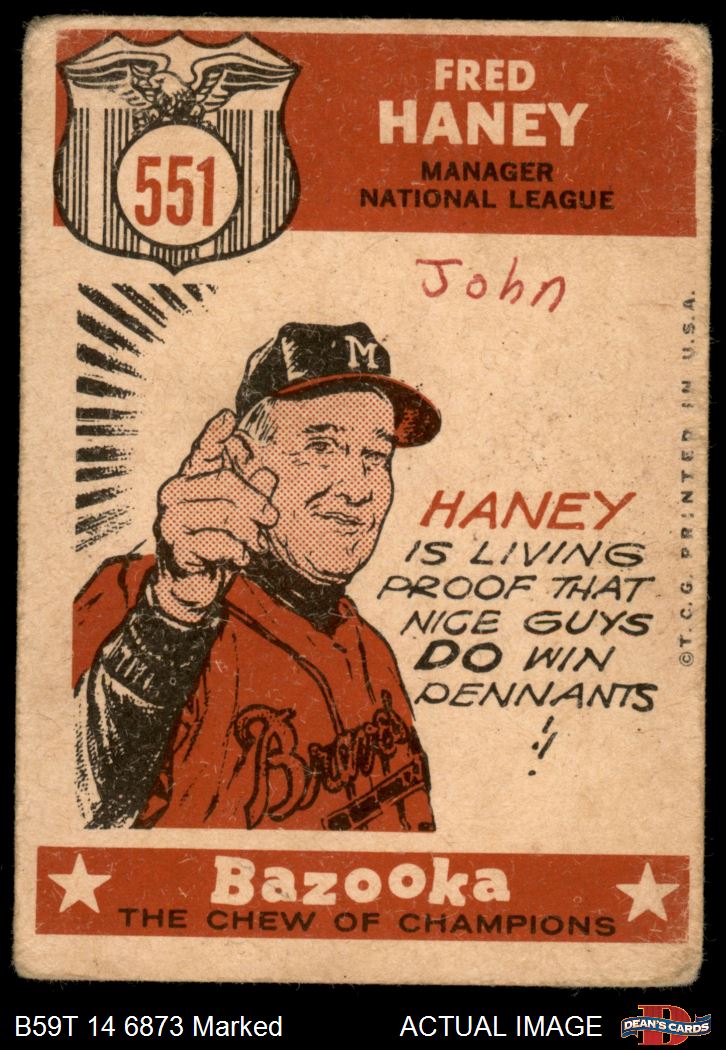 551
FRED
HANEY
MANAGER
NATIONAL LEAGUE
John
M
HANEY
IS LIVING
PROOF THAT
NICE GUYS
DO WIN
PENNANTS
!!
Braves
© T.C.G. PRINTED IN U.S.A.
Bazooka
THE CHEW OF CHAMPIONS
B59T 14 6873 Marked
ACTUAL IMAGE
D
DEAN'S CARDS